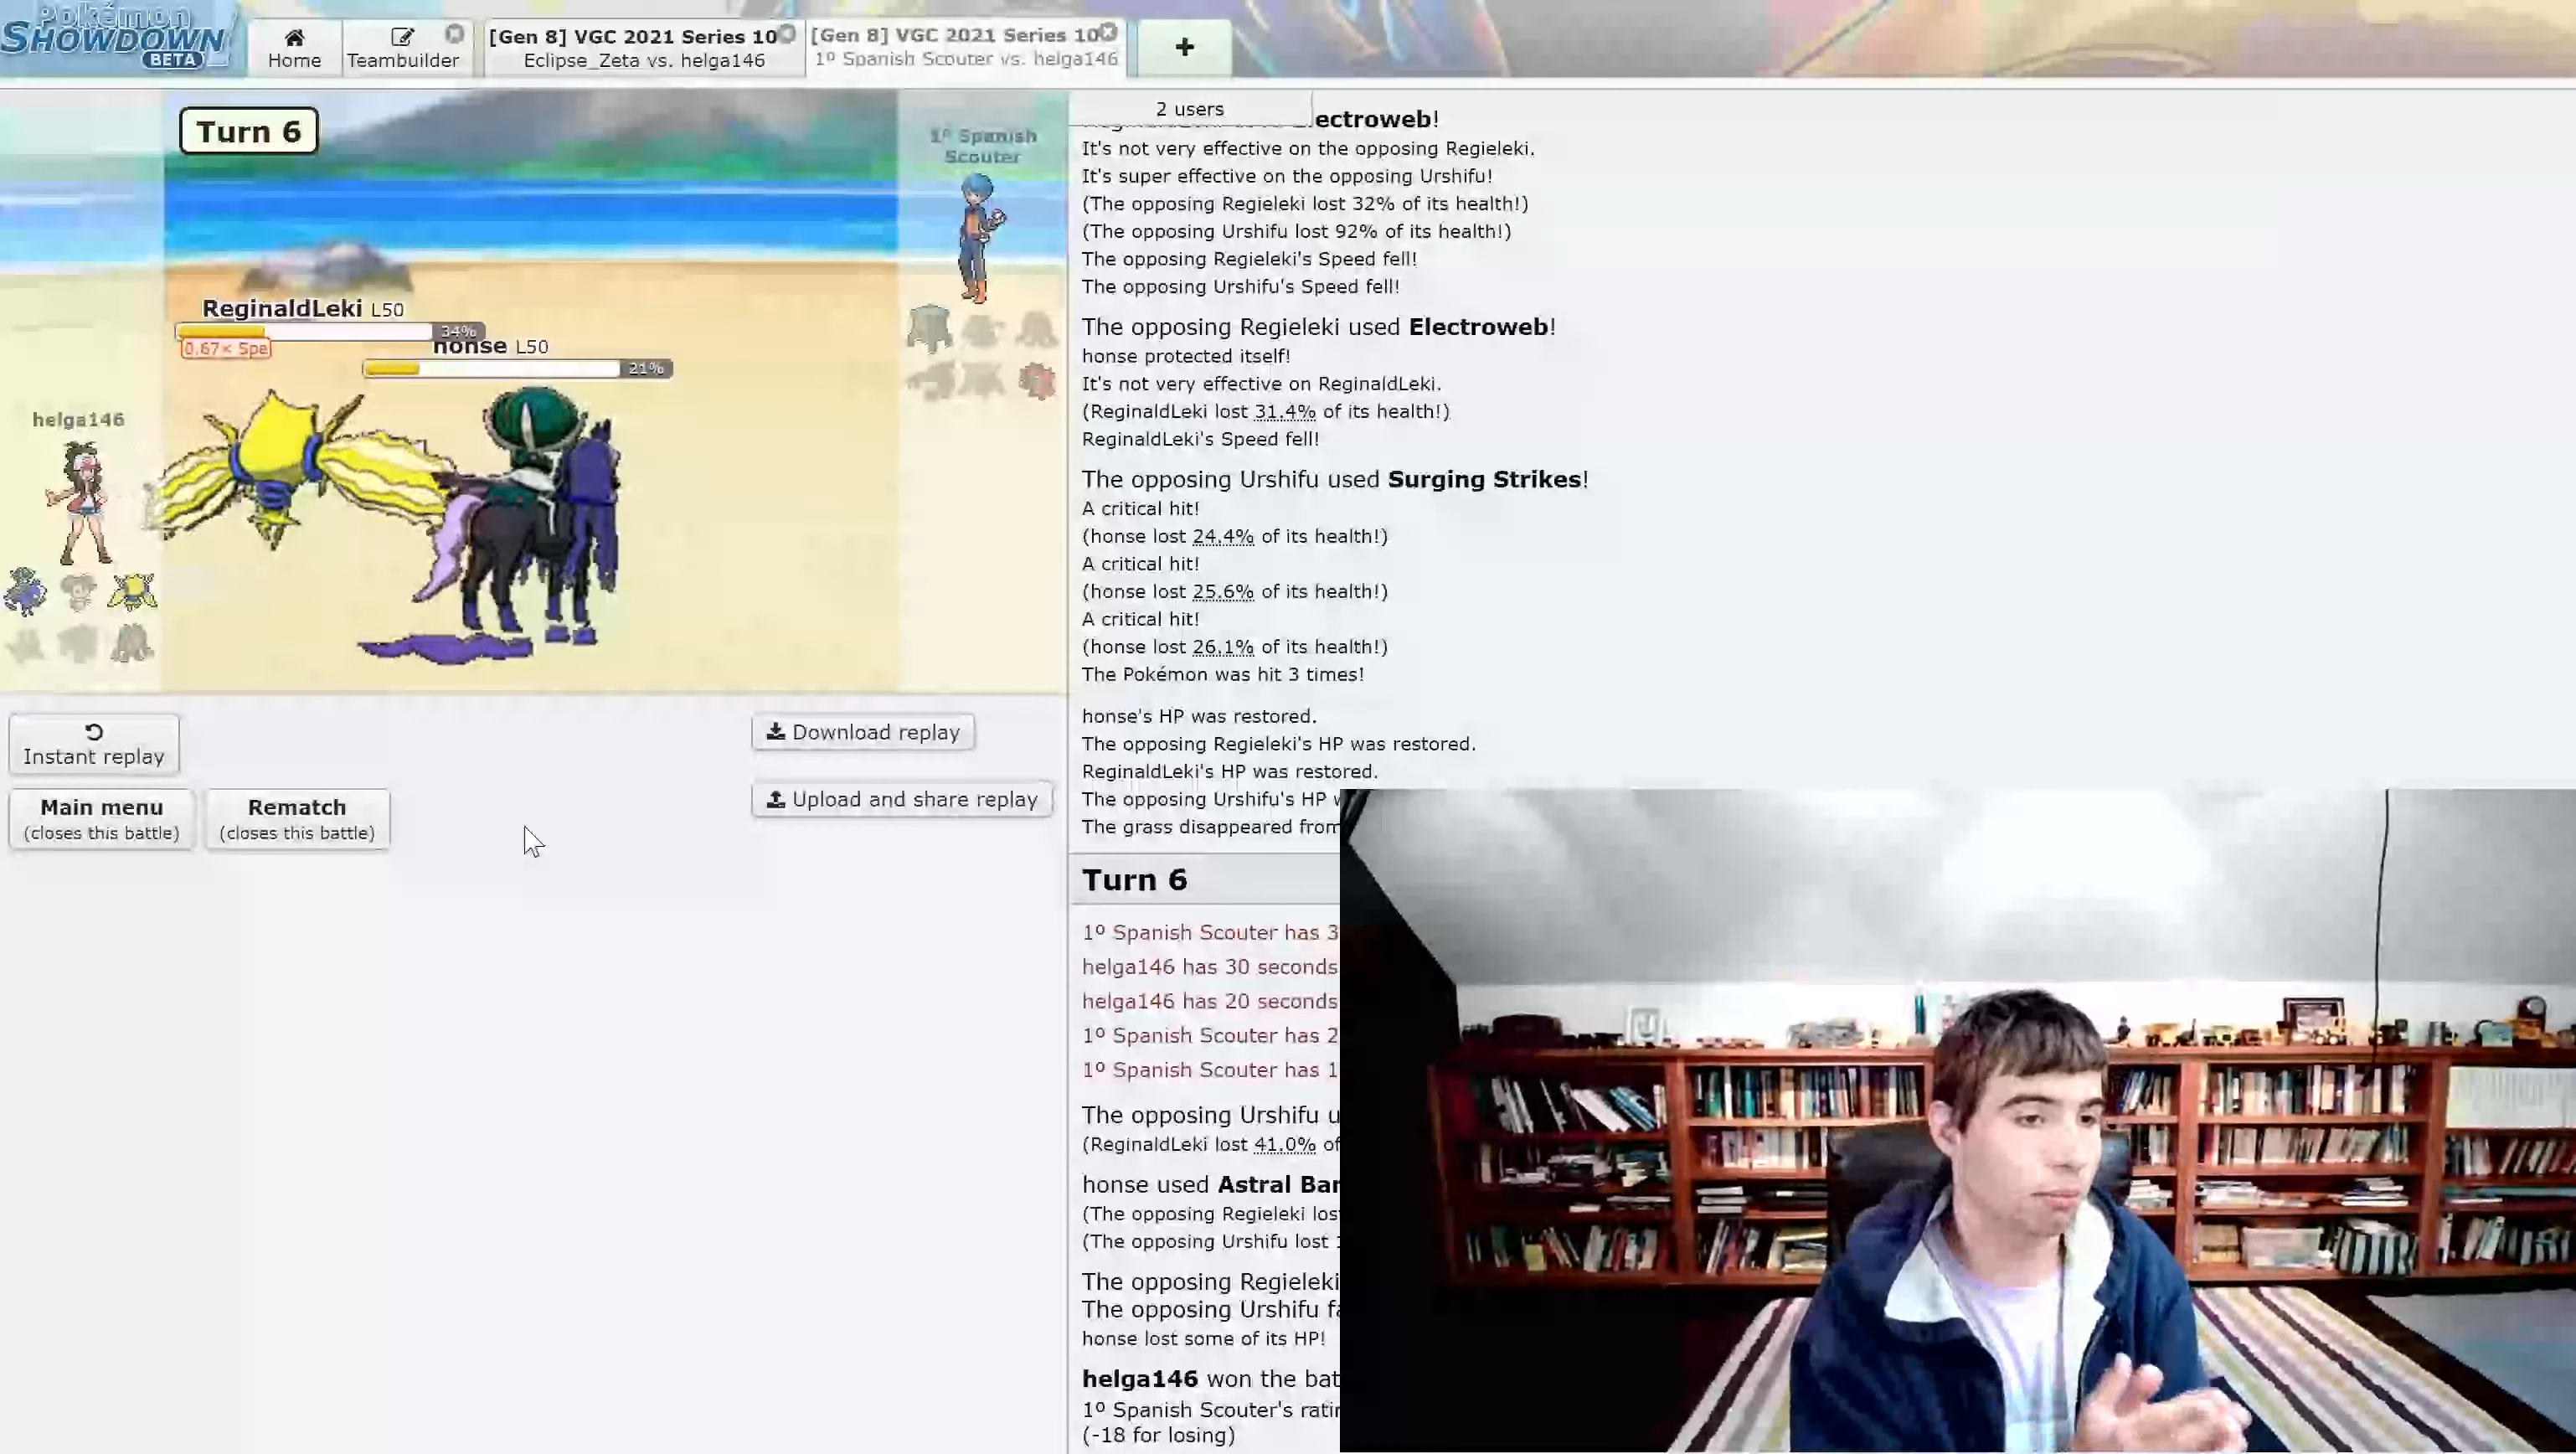 Pokémon
SHOWDOWN
BETA
Home
Teambuilder
[Gen 8] VGC 2021 Series 10
Eclipse_Zeta vs. helga146
[Gen 8] VGC 2021 Series 10
1º Spanish Scouter vs. helga146
+
Turn 6
1º Spanish
Scouter
ReginaldLeki L50
34%
0.67× Spe
honse L50
21%
helga146
Instant replay
Download replay
Upload and share replay
Main menu
(closes this battle)
Rematch
(closes this battle)
2 users
ectroweb!
It's not very effective on the opposing Regieleki.
It's super effective on the opposing Urshifu!
(The opposing Regieleki lost 32% of its health!)
(The opposing Urshifu lost 92% of its health!)
The opposing Regieleki's Speed fell!
The opposing Urshifu's Speed fell!
The opposing Regieleki used Electroweb!
honse protected itself!
It's not very effective on ReginaldLeki.
(ReginaldLeki lost 31.4% of its health!)
ReginaldLeki's Speed fell!
The opposing Urshifu used Surging Strikes!
A critical hit!
(honse lost 24.4% of its health!)
A critical hit!
(honse lost 25.6% of its health!)
A critical hit!
(honse lost 26.1% of its health!)
The Pokémon was hit 3 times!
honse's HP was restored.
The opposing Regieleki's HP was restored.
ReginaldLeki's HP was restored.
The opposing Urshifu's HP
The grass disappeared from
Turn 6
1º Spanish Scouter has 3
helga146 has 30 seconds
helga146 has 20 seconds
1º Spanish Scouter has 2
1º Spanish Scouter has 1
The opposing Urshifu u
(ReginaldLeki lost 41.0% of
honse used Astral Bar
(The opposing Regieleki los
(The opposing Urshifu lost
The opposing Regieleki
The opposing Urshifu fa
honse lost some of its HP!
helga146 won the bat
1º Spanish Scouter's ratin
(-18 for losing)